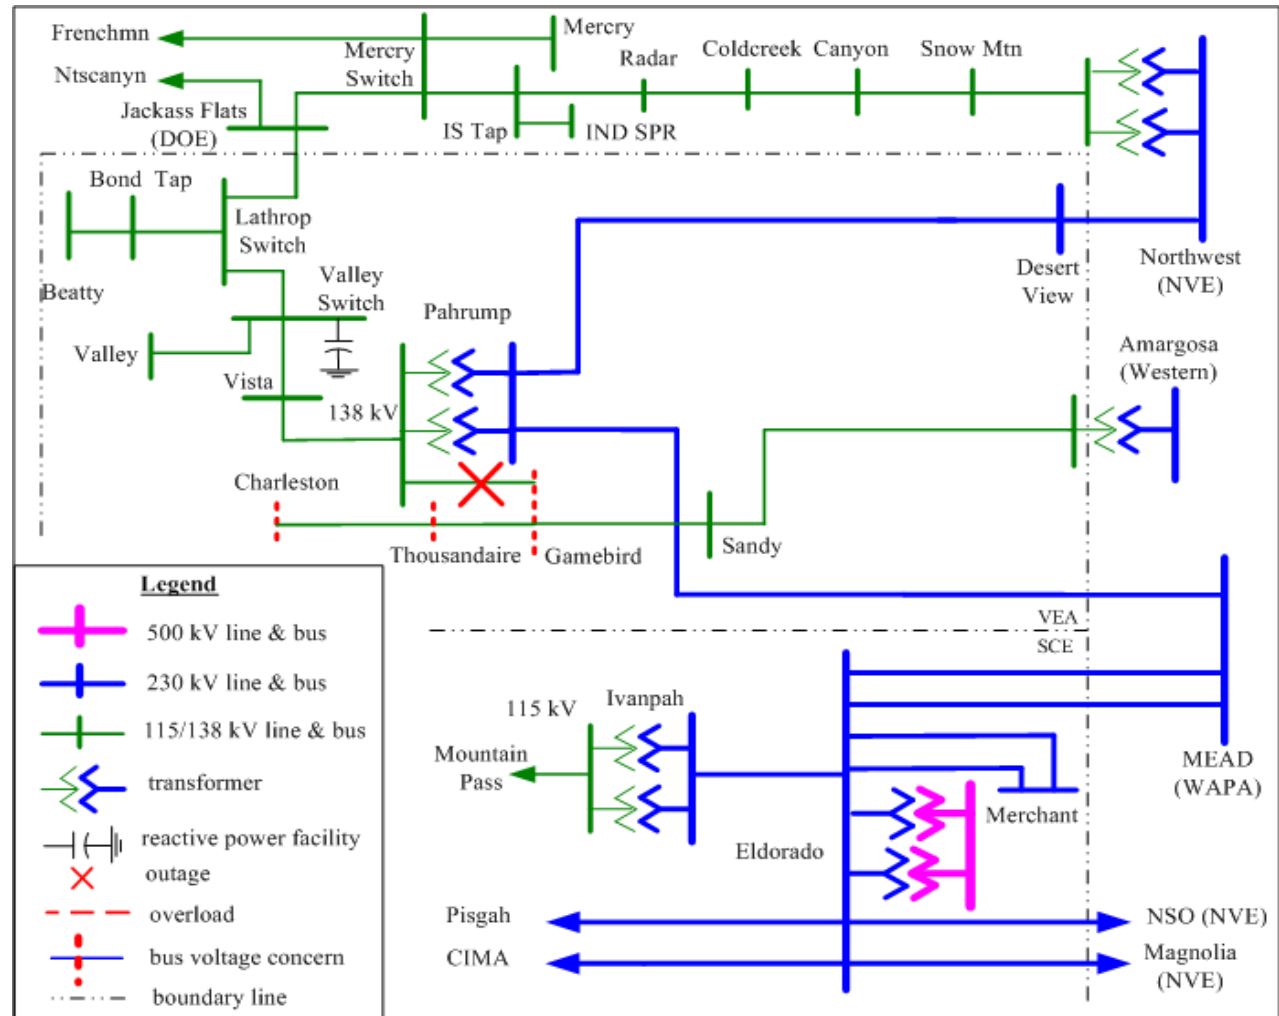 Frenchmn
Mercry
Mercry
Switch
Radar
Coldcreek
Canyon
Snow Mtn
Ntscanyn
Jackass Flats
(DOE)
IS Tap
IND SPR
Bond Tap
Lathrop
Switch
Beatty
Valley
Switch
Desert
View
Northwest
(NVE)
Pahrump
Valley
Amargosa
(Western)
Vista
138 kV
Charleston
Thousandaire
Gamebird
Sandy
VEA
SCE
Legend
500 kV line & bus
230 kV line & bus
115/138 kV line & bus
transformer
reactive power facility
outage
overload
bus voltage concern
boundary line
Ivanpah
115 kV
Mountain
Pass
MEAD
(WAPA)
Merchant
Eldorado
Pisgah
NSO (NVE)
CIMA
Magnolia
(NVE)